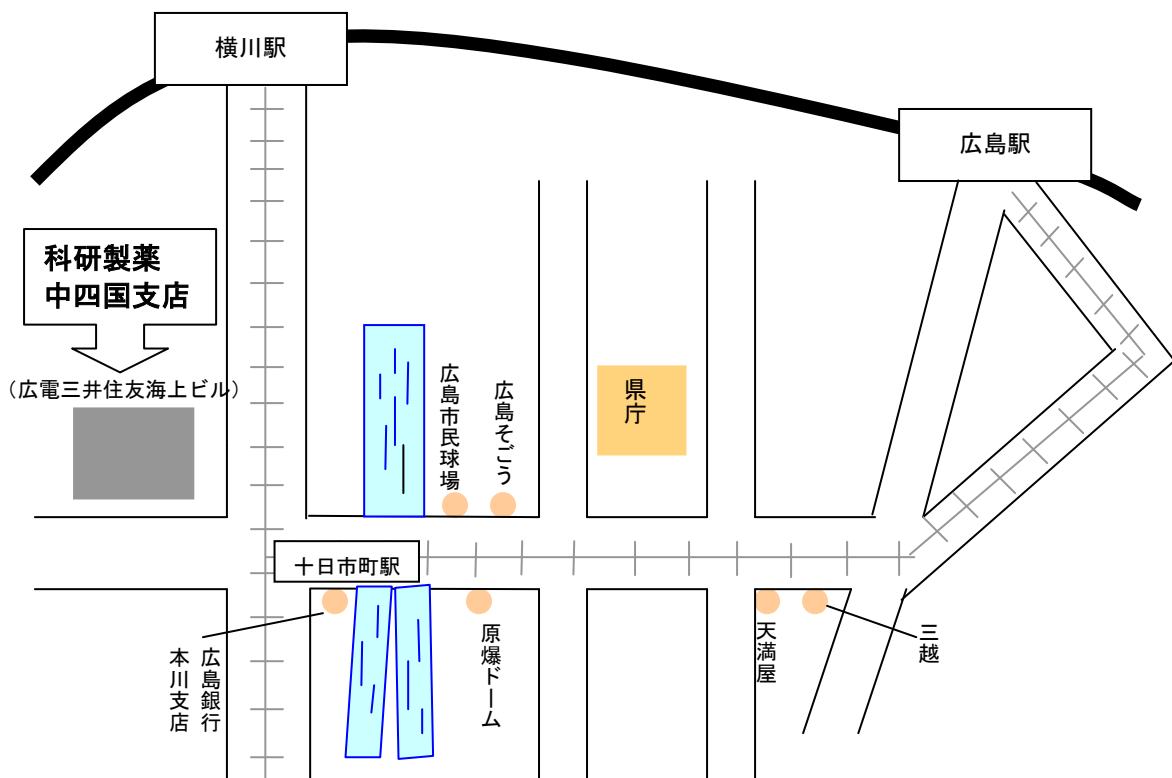 横川駅
広島駅
科研製薬
中四国支店
（広電三井住友海上ビル）
広島市民球場
広島そごう
県庁
十日市町駅
広島銀行
本川支店
原爆ドーム
天満屋
三越